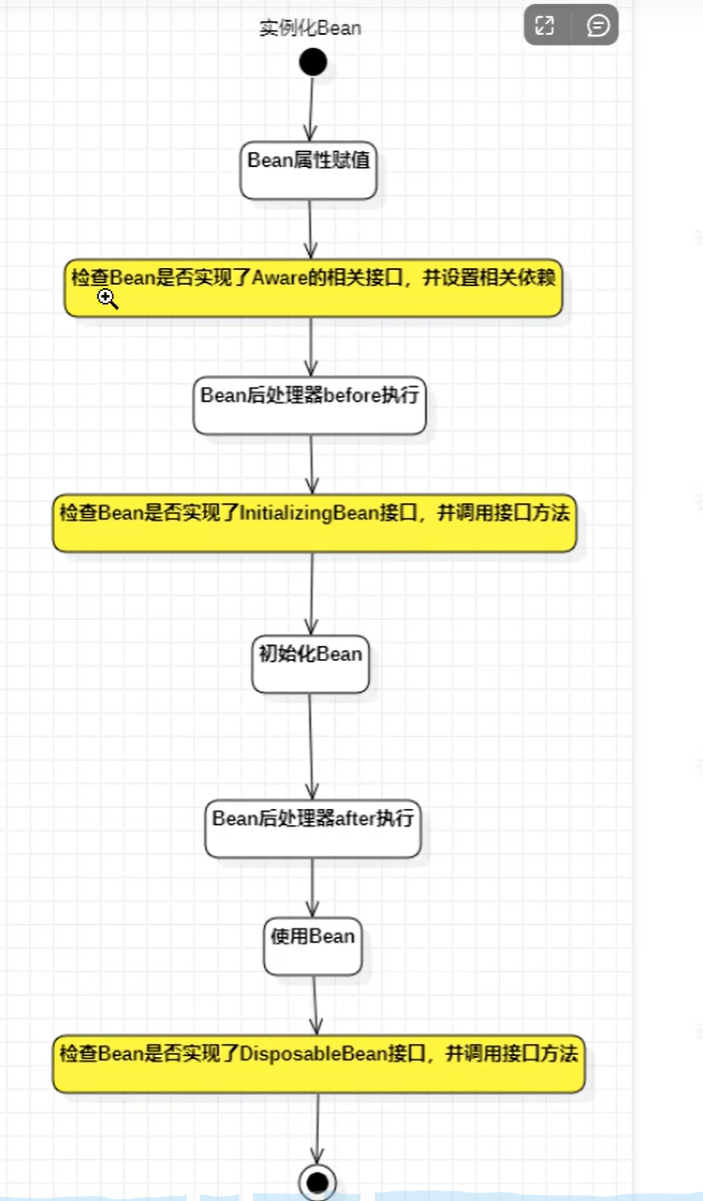 实例化Bean
Bean属性赋值
检查Bean是否实现了Aware的相关接口，并设置相关依赖
Bean后处理器before执行
检查Bean是否实现了InitializingBean接口，并调用接口方法
初始化Bean
Bean后处理器after执行
使用Bean
检查Bean是否实现了DisposableBean接口，并调用接口方法